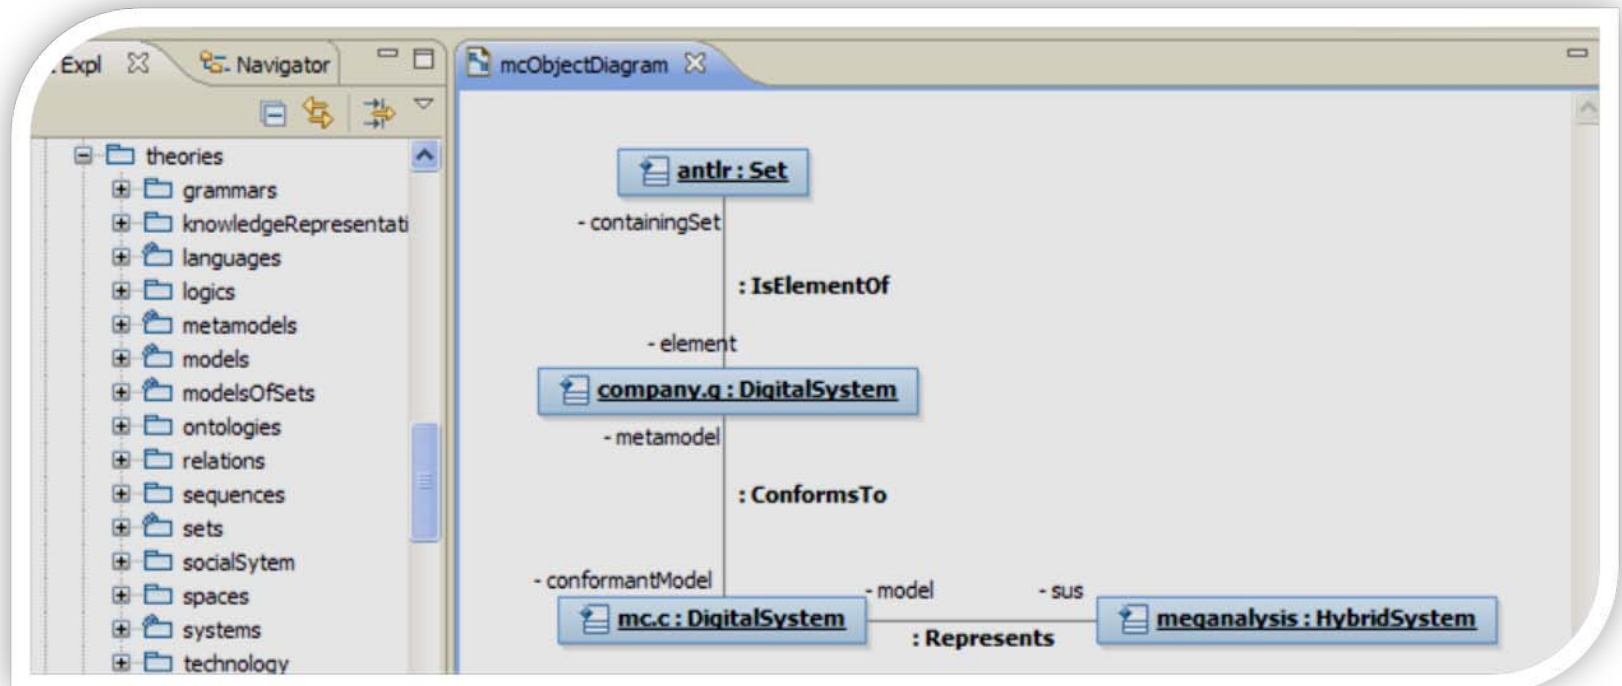 . Expl
Navigator
theories
grammars
knowledgeRepresentati
languages
logics
metamodels
models
modelsOfSets
ontologies
relations
sequences
sets
socialSytem
spaces
systems
technology
mcObjectDiagram
antlr : Set
- containingSet
: IsElementOf
- element
company.g : DigitalSystem
- metamodel
: ConformsTo
- conformantModel
- model
- sus
mc.c : DigitalSystem
: Represents
meganalysis : HybridSystem